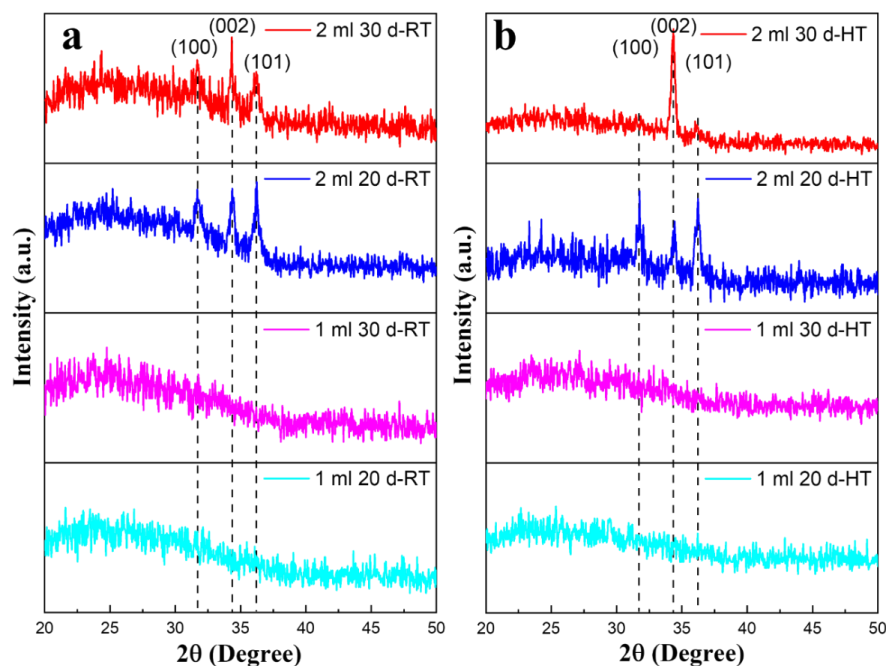 a
(002)
2 ml 30 d-RT
(100)
(101)
2 ml 20 d-RT
1 ml 30 d-RT
1 ml 20 d-RT
Intensity (a.u.)
20 25 30 35 40 45 50
2θ (Degree)
b
(002)
2 ml 30 d-HT
(100)
(101)
2 ml 20 d-HT
1 ml 30 d-HT
1 ml 20 d-HT
Intensity (a.u.)
20 25 30 35 40 45 50
2θ (Degree)